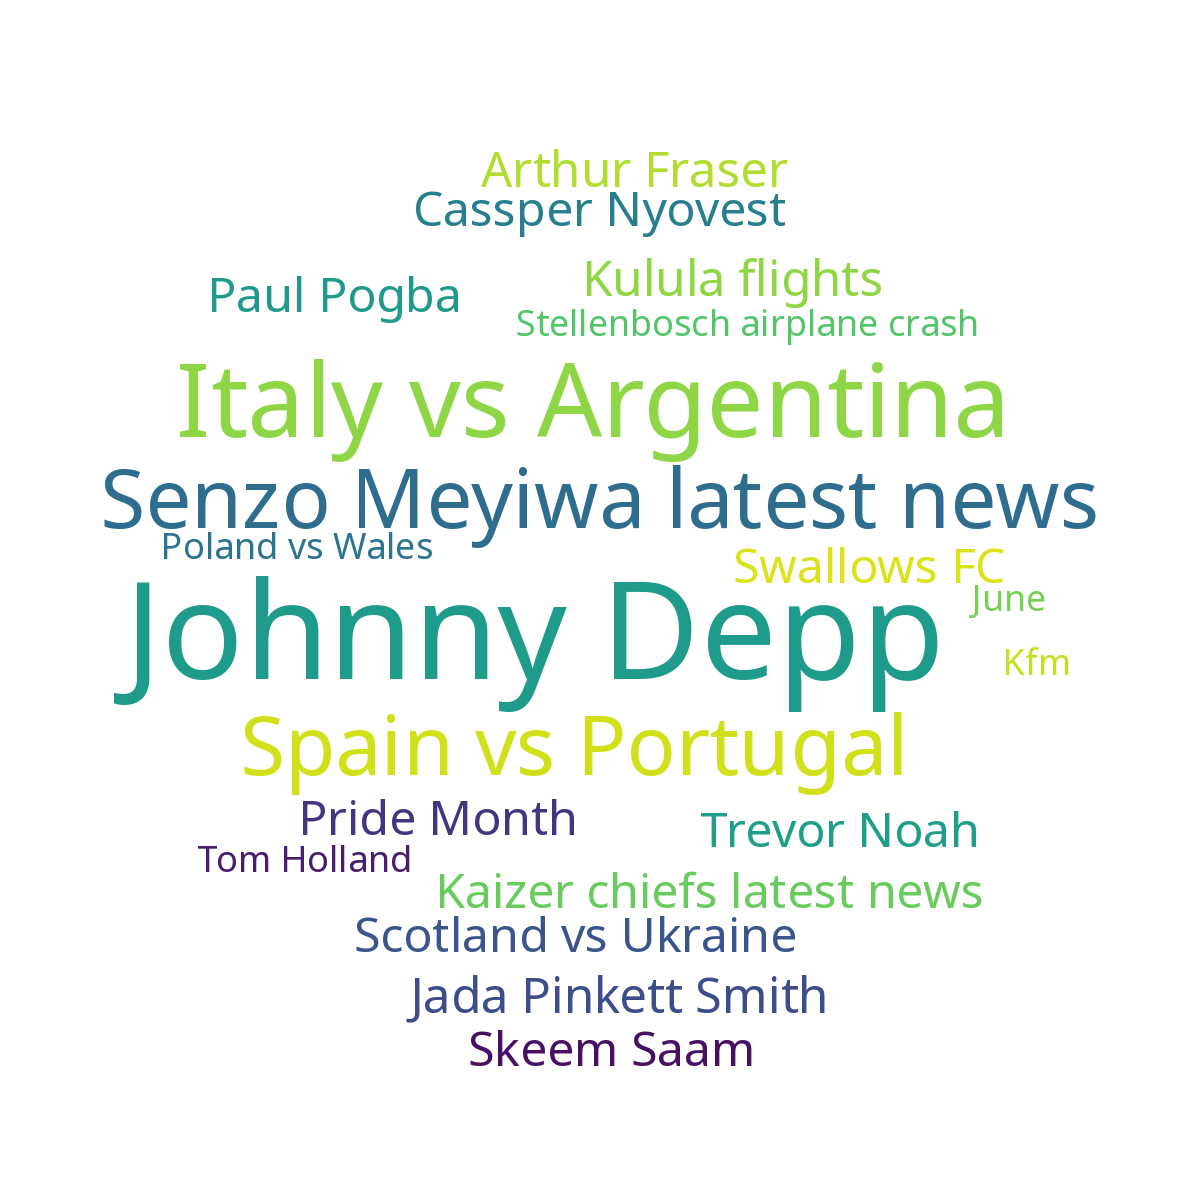 Arthur Fraser
Cassper Nyovest
Kulula flights
Paul Pogba
Stellenbosch airplane crash
Italy vs Argentina
Senzo Meyiwa latest news
Poland vs Wales
Swallows FC
June
Johnny Depp
Kfm
Spain vs Portugal
Pride Month
Trevor Noah
Tom Holland
Kaizer chiefs latest news
Scotland vs Ukraine
Jada Pinkett Smith
Skeem Saam